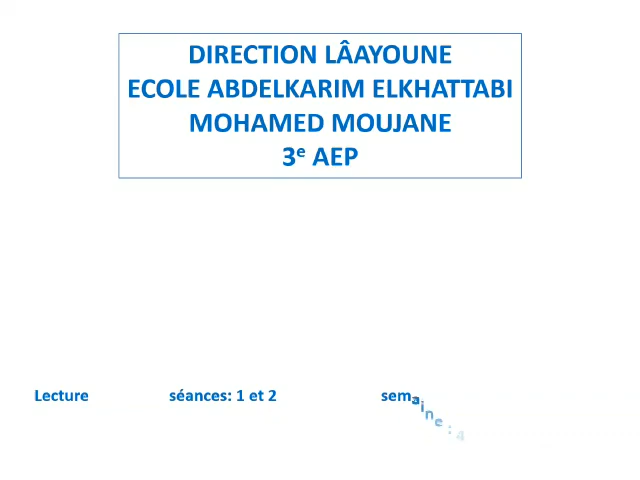 DIRECTION LÂAYOUNE
ECOLE ABDELKARIM ELKHATTABI
MOHAMED MOUJANE
3e AEP
Lecture séances: 1 et 2 semaine : 4